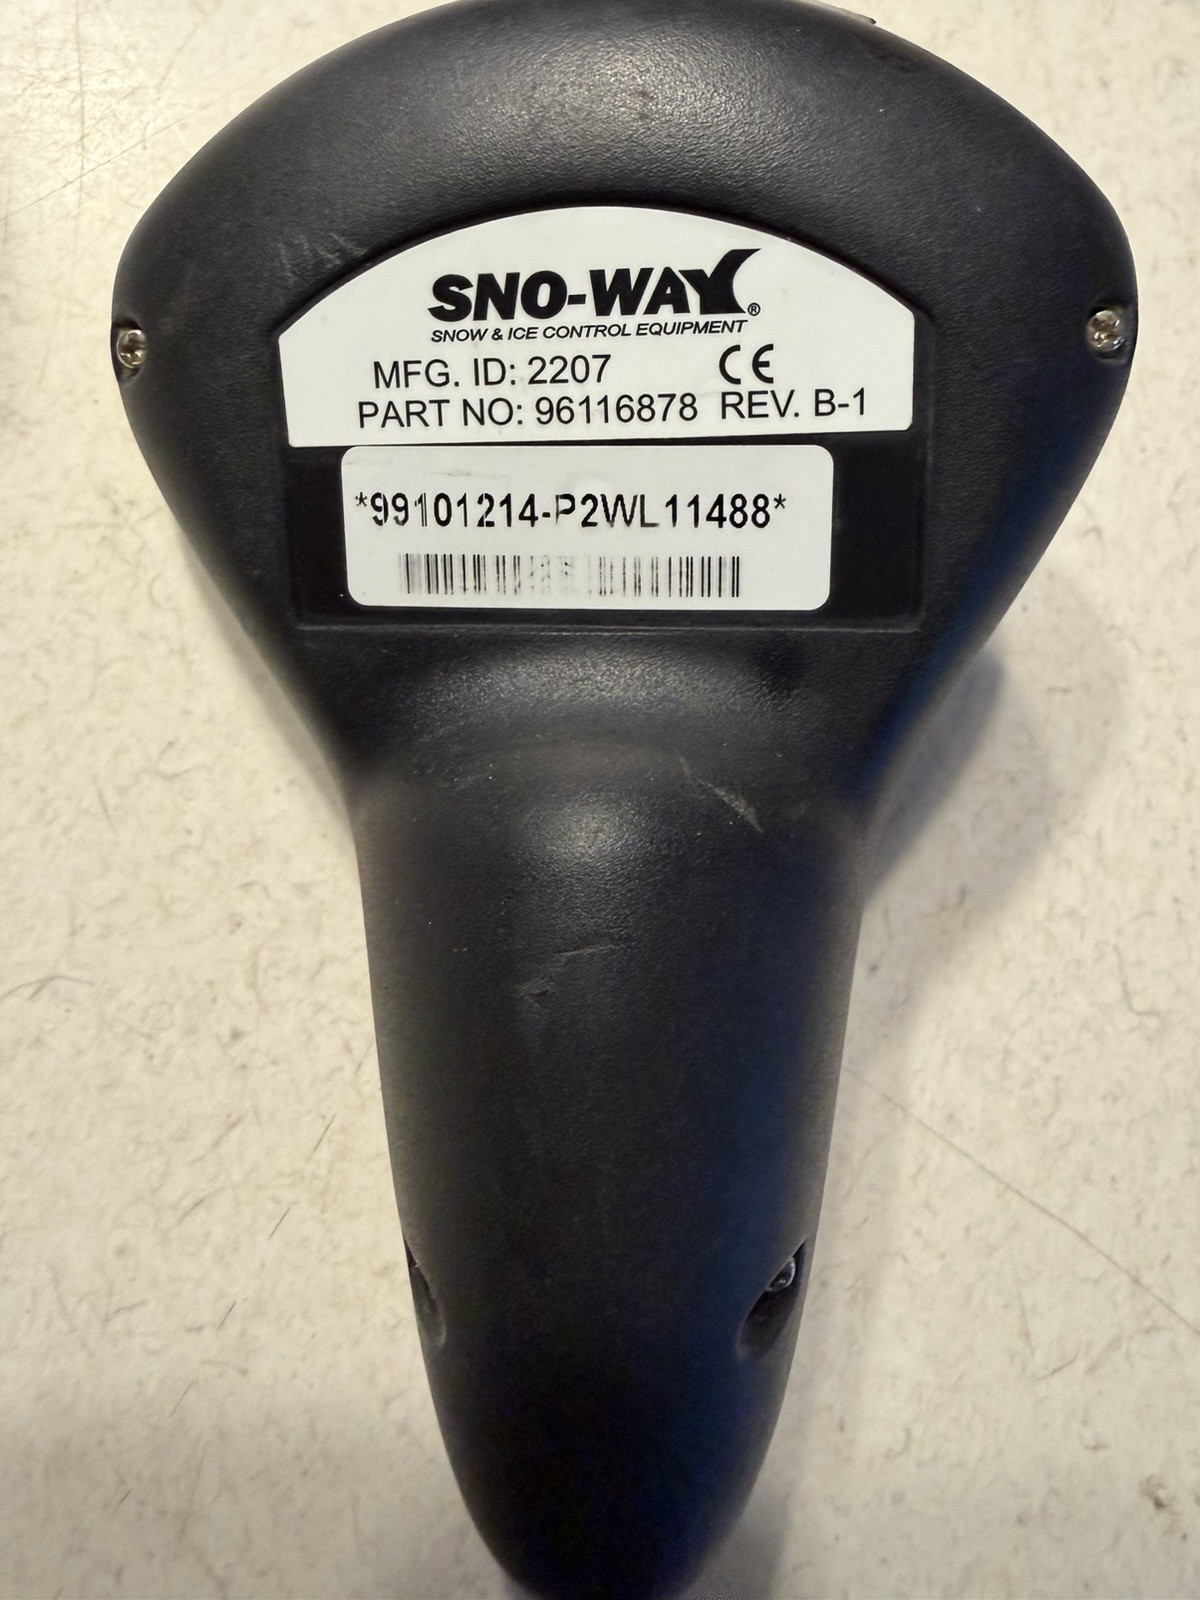 SNO-WAY®
SNOW & ICE CONTROL EQUIPMENT
MFG. ID: 2207 CE
PART NO: 96116878 REV. B-1
*99101214-P2WL11488*